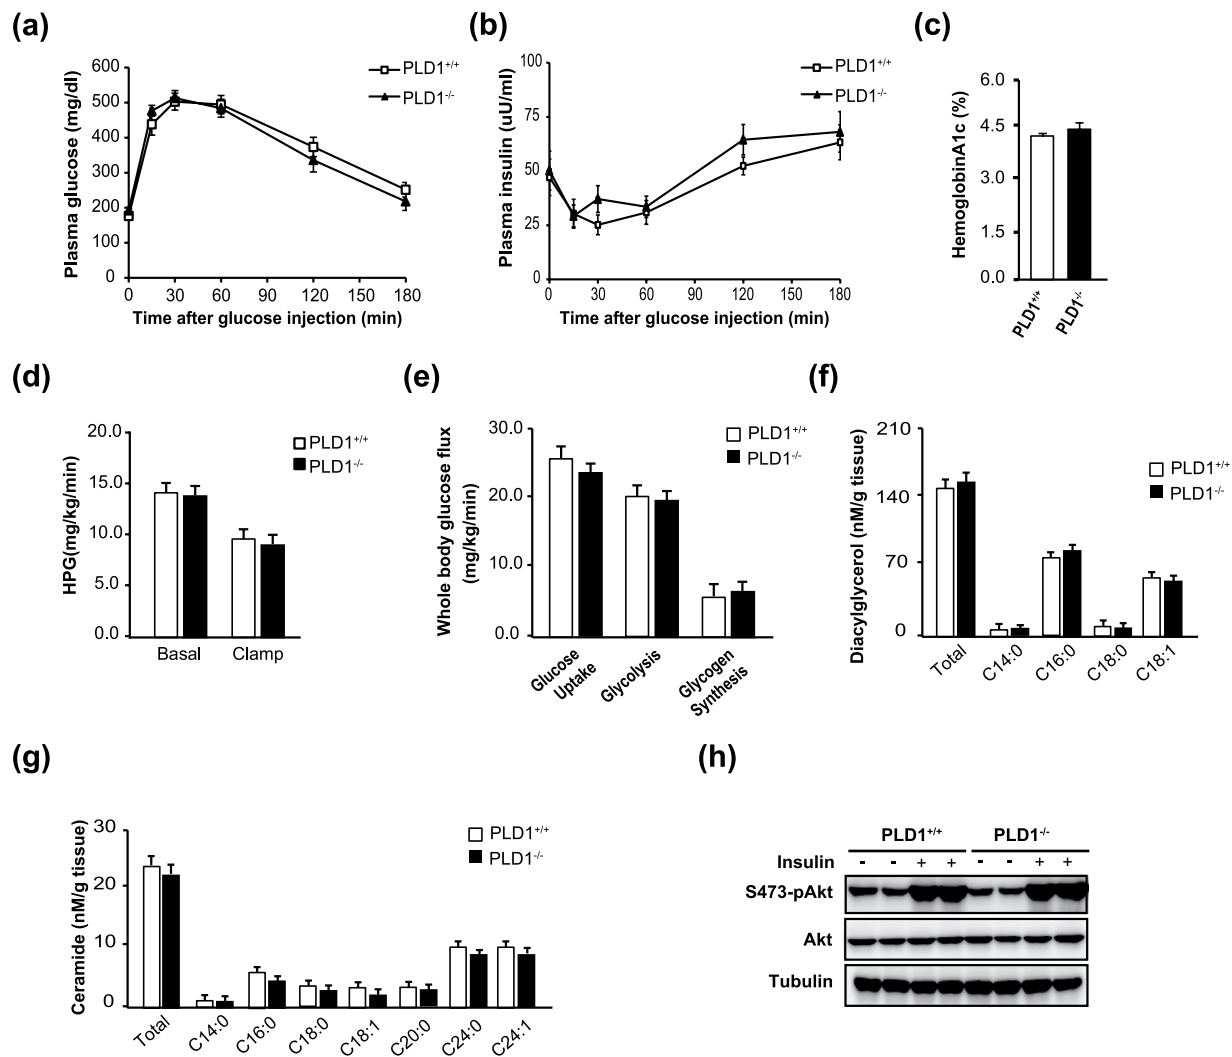 (a)
Plasma glucose (mg/dl)
600
500
400
300
200
100
0
0 30 60 90 120 150 180
Time after glucose injection (min)
PLD1+/+
PLD1-/-
(b)
Plasma insulin (uU/ml)
100
75
50
25
0
0 30 60 90 120 150 180
Time after glucose injection (min)
PLD1+/+
PLD1-/-
(c)
HemoglobinA1c (%)
6.0
4.5
3.0
1.5
0.0
PLD1+/+
PLD1-/-
(d)
HPG(mg/kg/min)
20.0
15.0
10.0
5.0
0.0
Basal Clamp
PLD1+/+
PLD1-/-
(e)
Whole body glucose flux
(mg/kg/min)
30.0
20.0
10.0
0.0
Glucose
Uptake
Glycolysis
Glycogen
Synthesis
PLD1+/+
PLD1-/-
(f)
Diacylglycerol (nM/g tissue)
210
140
70
0
Total C14:0 C16:0 C18:0 C18:1
PLD1+/+
PLD1-/-
(g)
Ceramide (nM/g tissue)
30
20
10
0
Total C14:0 C16:0 C18:0 C18:1 C20:0 C24:0 C24:1
PLD1+/+
PLD1-/-
(h)
PLD1+/+ PLD1-/-
Insulin - - + + - - + +
S473-pAkt
Akt
Tubulin